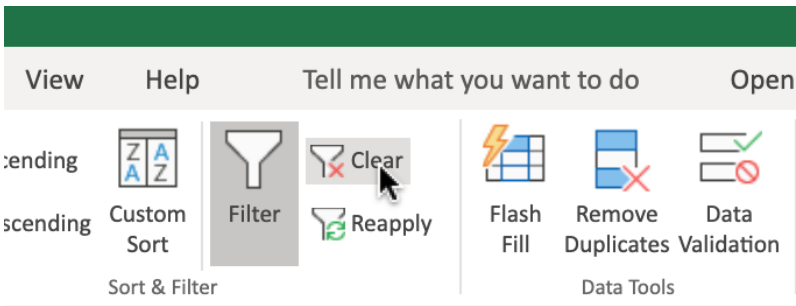 View Help Tell me what you want to do Open
cending
scending
Z A
A Z
Custom
Sort
Filter
Clear
Reapply
Sort & Filter
Flash
Fill
Remove
Duplicates
Data
Validation
Data Tools